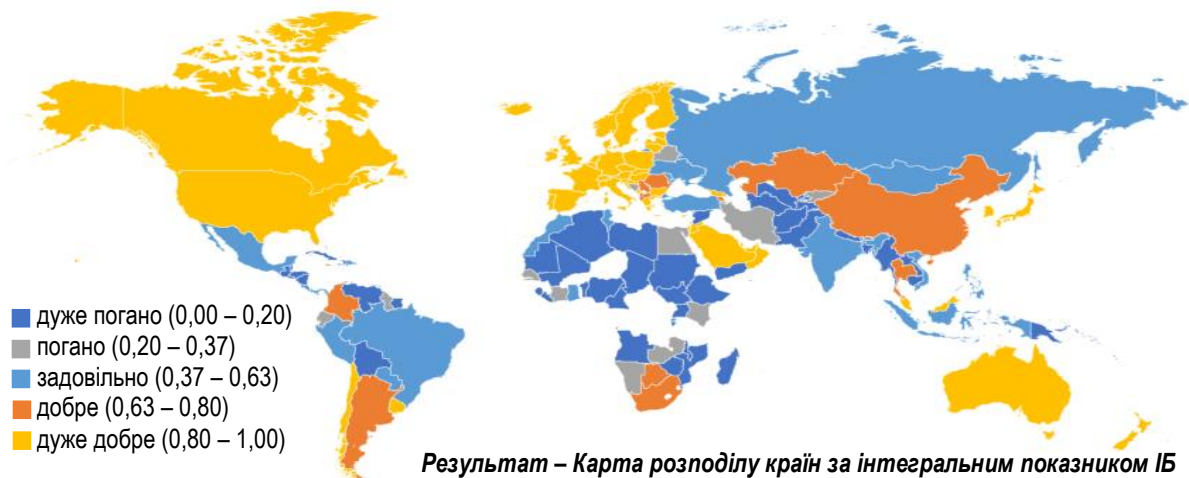 дуже погано (0,00 – 0,20)
погано (0,20 – 0,37)
задовільно (0,37 – 0,63)
добре (0,63 – 0,80)
дуже добре (0,80 – 1,00)
Результат – Карта розподілу країн за інтегральним показником ІБ